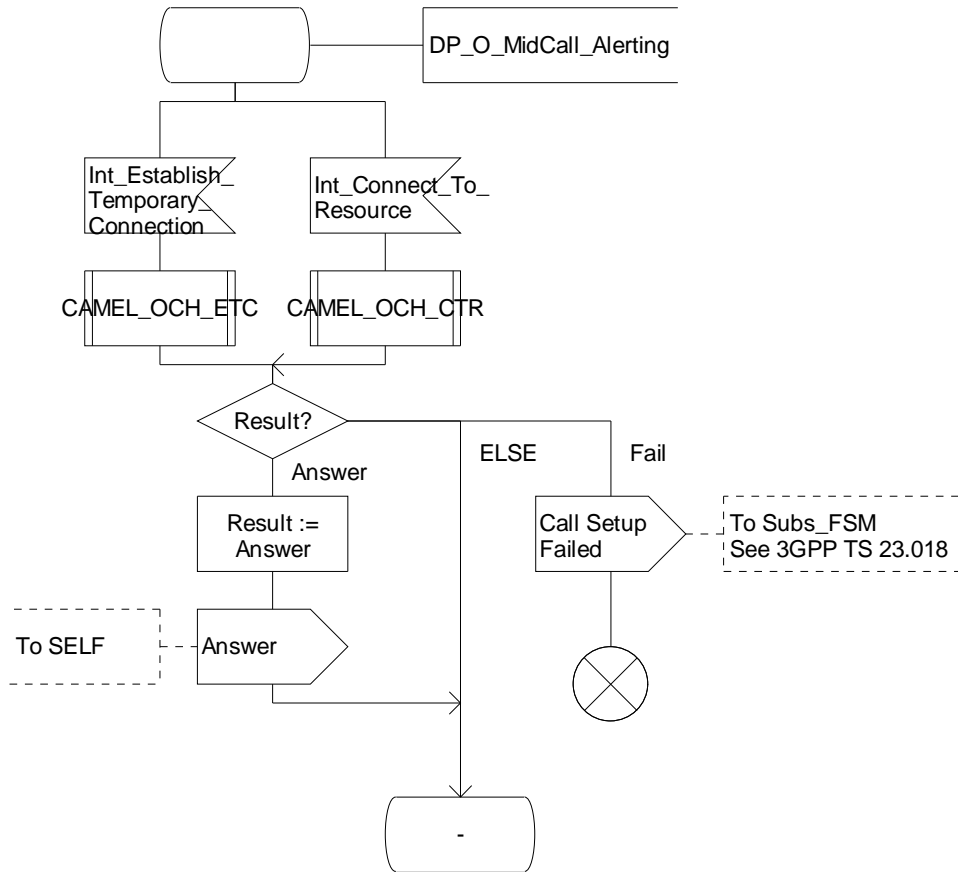 DP_O_MidCall_Alerting
Int_Establish_
Temporary_
Connection
Int_Connect_To_
Resource
CAMEL_OCH_ETC
CAMEL_OCH_CTR
Result?
ELSE
Fail
Answer
Result :=
Answer
Call Setup
Failed
To Subs_FSM
See 3GPP TS 23.018
To SELF
Answer
-